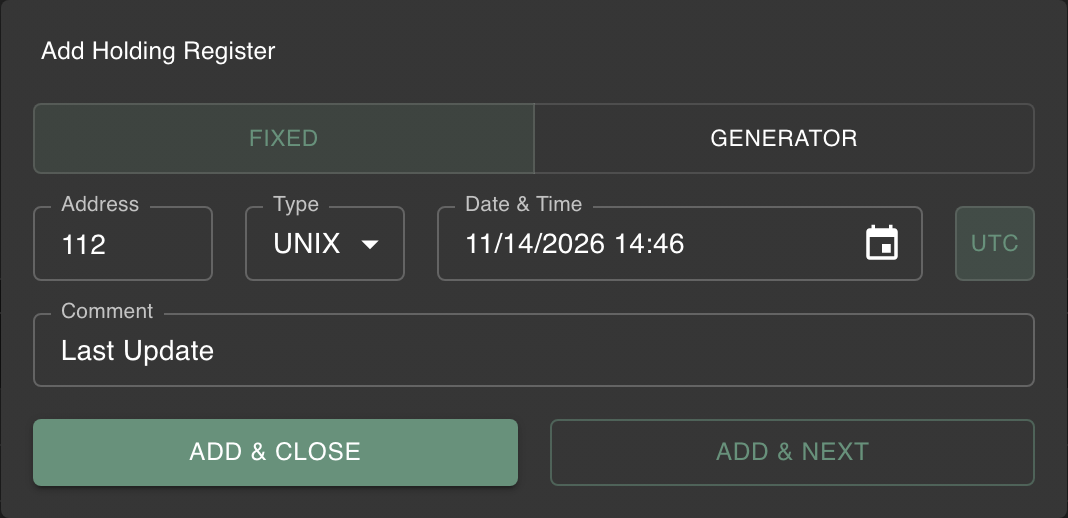 Add Holding Register
FIXED GENERATOR
Address Type Date & Time
112 UNIX 11/14/2026 14:46 UTC
Comment
Last Update
ADD & CLOSE ADD & NEXT